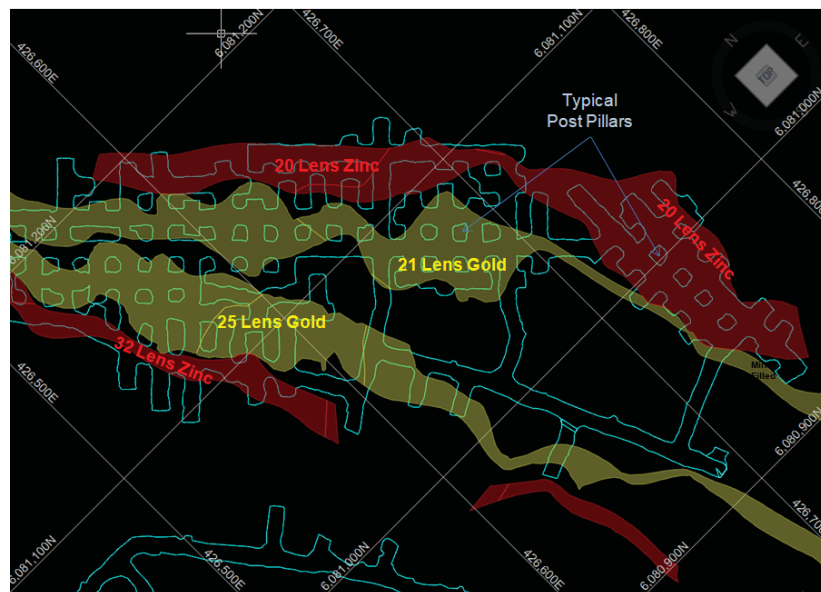 6,081,200N
426,700E
6,081,100N
426,800E
426,600E
N
E
TOP
W
6,081,000N
Typical
Post Pillars
20 Lens Zinc
426,800
20 Lens Zinc
6,081,200N
21 Lens Gold
25 Lens Gold
32 Lens Zinc
Filled
426,500E
6,080,900N
426,700
6,081,100N
426,500E
6,081,000N
426,600E
6,080,900N